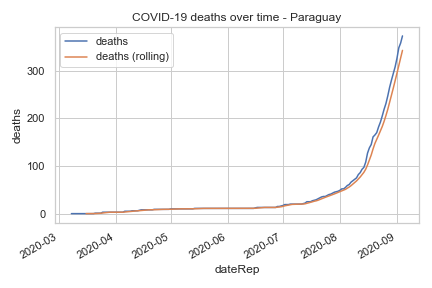 COVID-19 deaths over time - Paraguay
deaths
deaths (rolling)
deaths
300
200
100
0
2020-03
2020-04
2020-05
2020-06
2020-07
2020-08
2020-09
dateRep